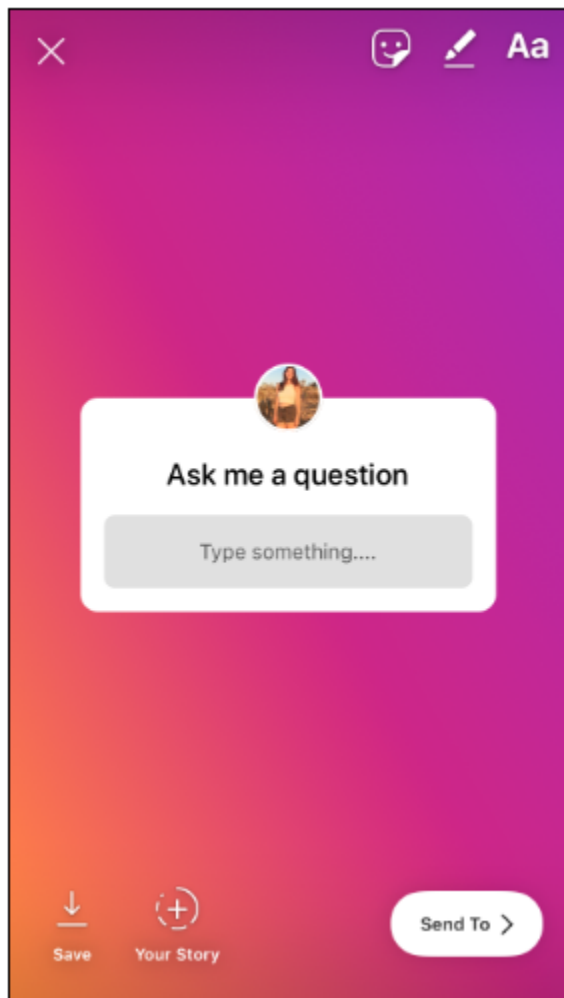 Aa
Ask me a question
Type something....
Save
Your Story
Send To